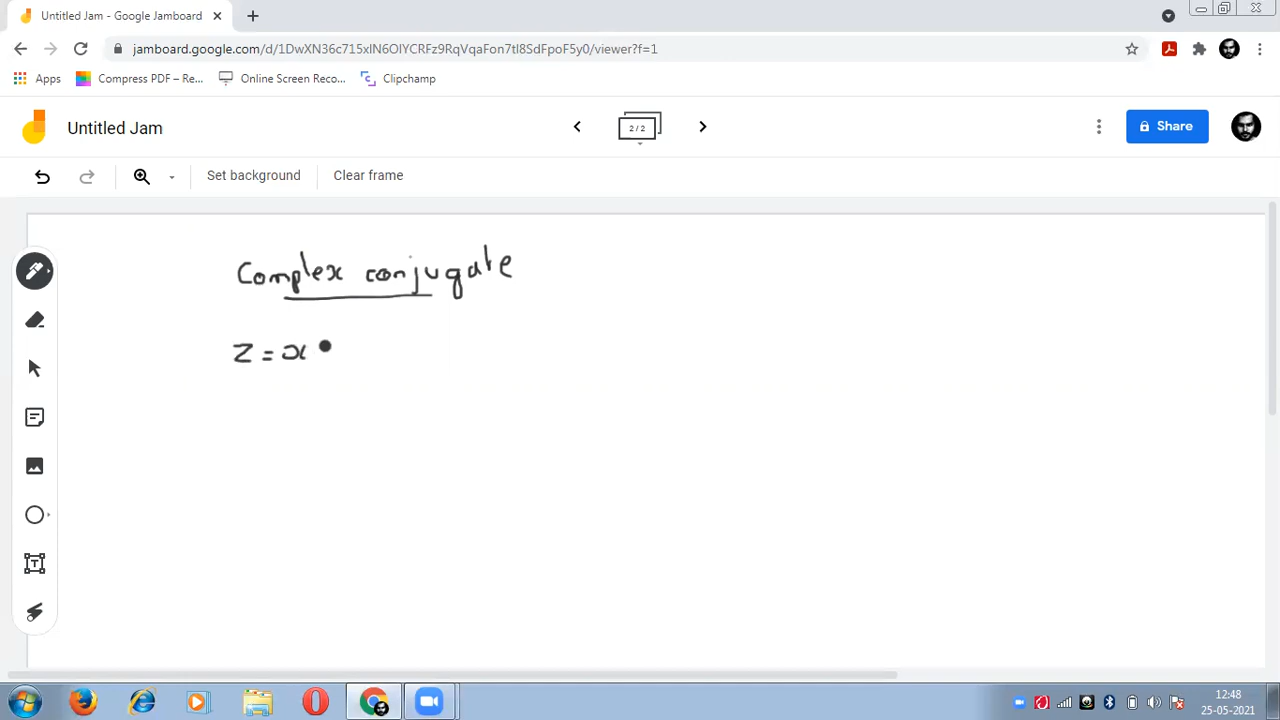 Untitled Jam - Google Jamboard
jamboard.google.com/d/1DwXN36c715xIN6OIYCRFz9RqVqaFon7tI8SdFpoF5y0/viewer?f=1
Apps Compress PDF – Re... Online Screen Reco... Clipchamp
Untitled Jam 2 / 2 Share
Set background Clear frame
Complex conjugate
Z = x
12:48
25-05-2021